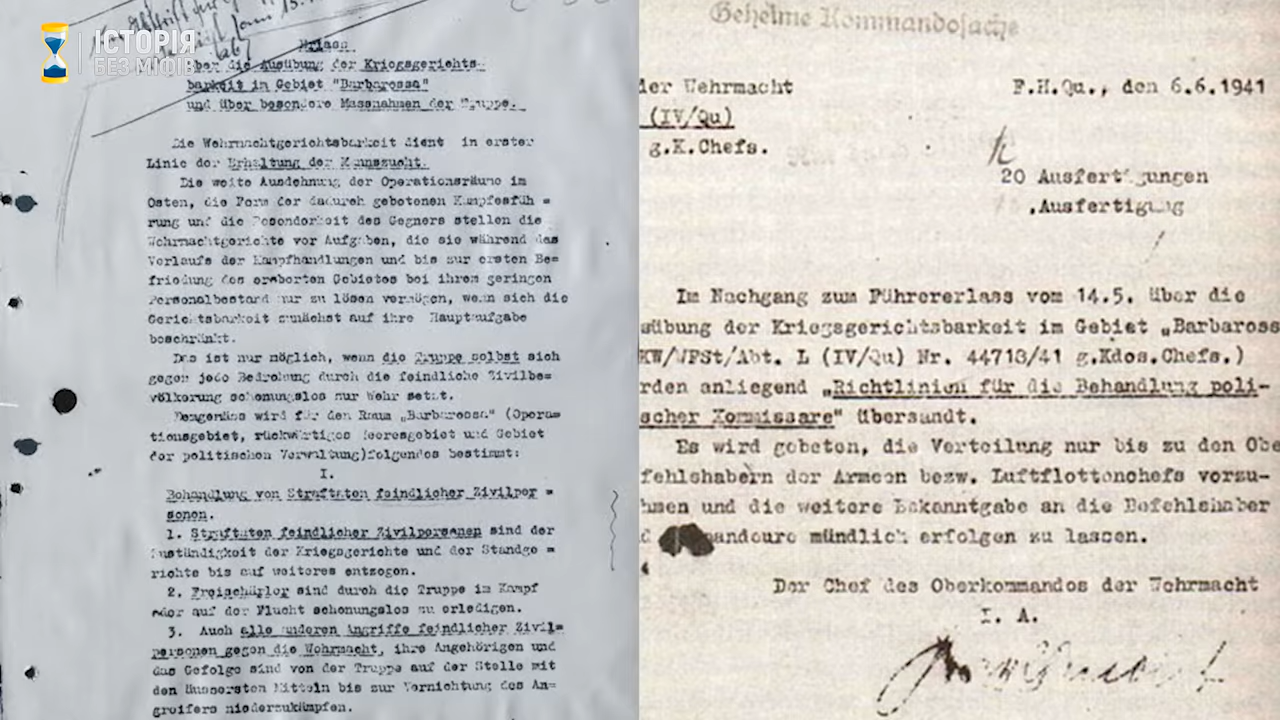 ІСТОРІЯ
БЕЗ МІФІВ
Erlass
über die Ausübung der Kriegsgerichts-
barkeit im Gebiet "Barbarossa"
und über besondere Massnahmen der Truppe.
Die Wehrmachtgerichtsbarkeit dient in erster
Linie der Erhaltung der Mannszucht.
Die weite Ausdehnung der Operationsräume im
Osten, die Form der dadurch gebotenen Kampfesfüh =
rung und die Besonderheit des Gegners stellen die
Wehrmachtgerichte vor Aufgaben, die sie während des
Verlaufs der Kampfhandlungen und bis zur ersten Be=
friedung des eroberten Gebietes bei ihrem geringen
Personalbestand nur zu lösen vermögen, wenn sich die
Gerichtsbarkeit zunächst auf ihre Hauptaufgabe
beschränkt.
Das ist nur möglich, wenn die Truppe selbst sich
gegen jede Bedrohung durch die feindliche Zivilbe=
völkerung schonungslos zur Wehr setzt.
Demgemäss wird für den Raum „Barbarossa" (Opera=
tionsgebiet, rückwärtiges Heeresgebiet und Gebiet
der politischen Verwaltung)folgendes bestimmt:
I.
Behandlung von Straftaten feindlicher Zivilper =
sonen.
1. Straftaten feindlicher Zivilpersonen sind der
Zuständigkeit der Kriegsgerichte und der Standge =
richte bis auf weiteres entzogen.
2. Freischärler sind durch die Truppe im Kampf
oder auf der Flucht schonungslos zu erledigen.
3. Auch alle anderen Angriffe feindlicher Zivil=
personen gegen die Wehrmacht, ihre Angehörigen und
das Gefolge sind von der Truppe auf der Stelle mit
den äussersten Mitteln bis zur Vernichtung des An=
greifers niederzukämpfen.
Geheime Kommandosache
der Wehrmacht
F.H.Qu., den 6.6.1941
(IV/Qu)
g.K.Chefs.
20 Ausfertigungen
.Ausfertigung
Im Nachgang zum Führererlass vom 14.5. über die
sübung der Kriegsgerichtsbarkeit im Gebiet „Barbaross
KW/WFSt/Abt. L (IV/Qu) Nr. 44718/41 g.Kdos.Chefs.)
rden anliegend „Richtlinien für die Behandlung poli-
scher Kommissare" übersandt.
Es wird gebeten, die Verteilung nur bis zu den Obe
fehlshabern der Armeen bezw. Luftflottenchefs vorzu-
hmen und die weitere Bekanntgabe an die Befehlshaber
d mandeure mündlich erfolgen zu lassen.
Der Chef des Oberkommandos der Wehrmacht
I. A.